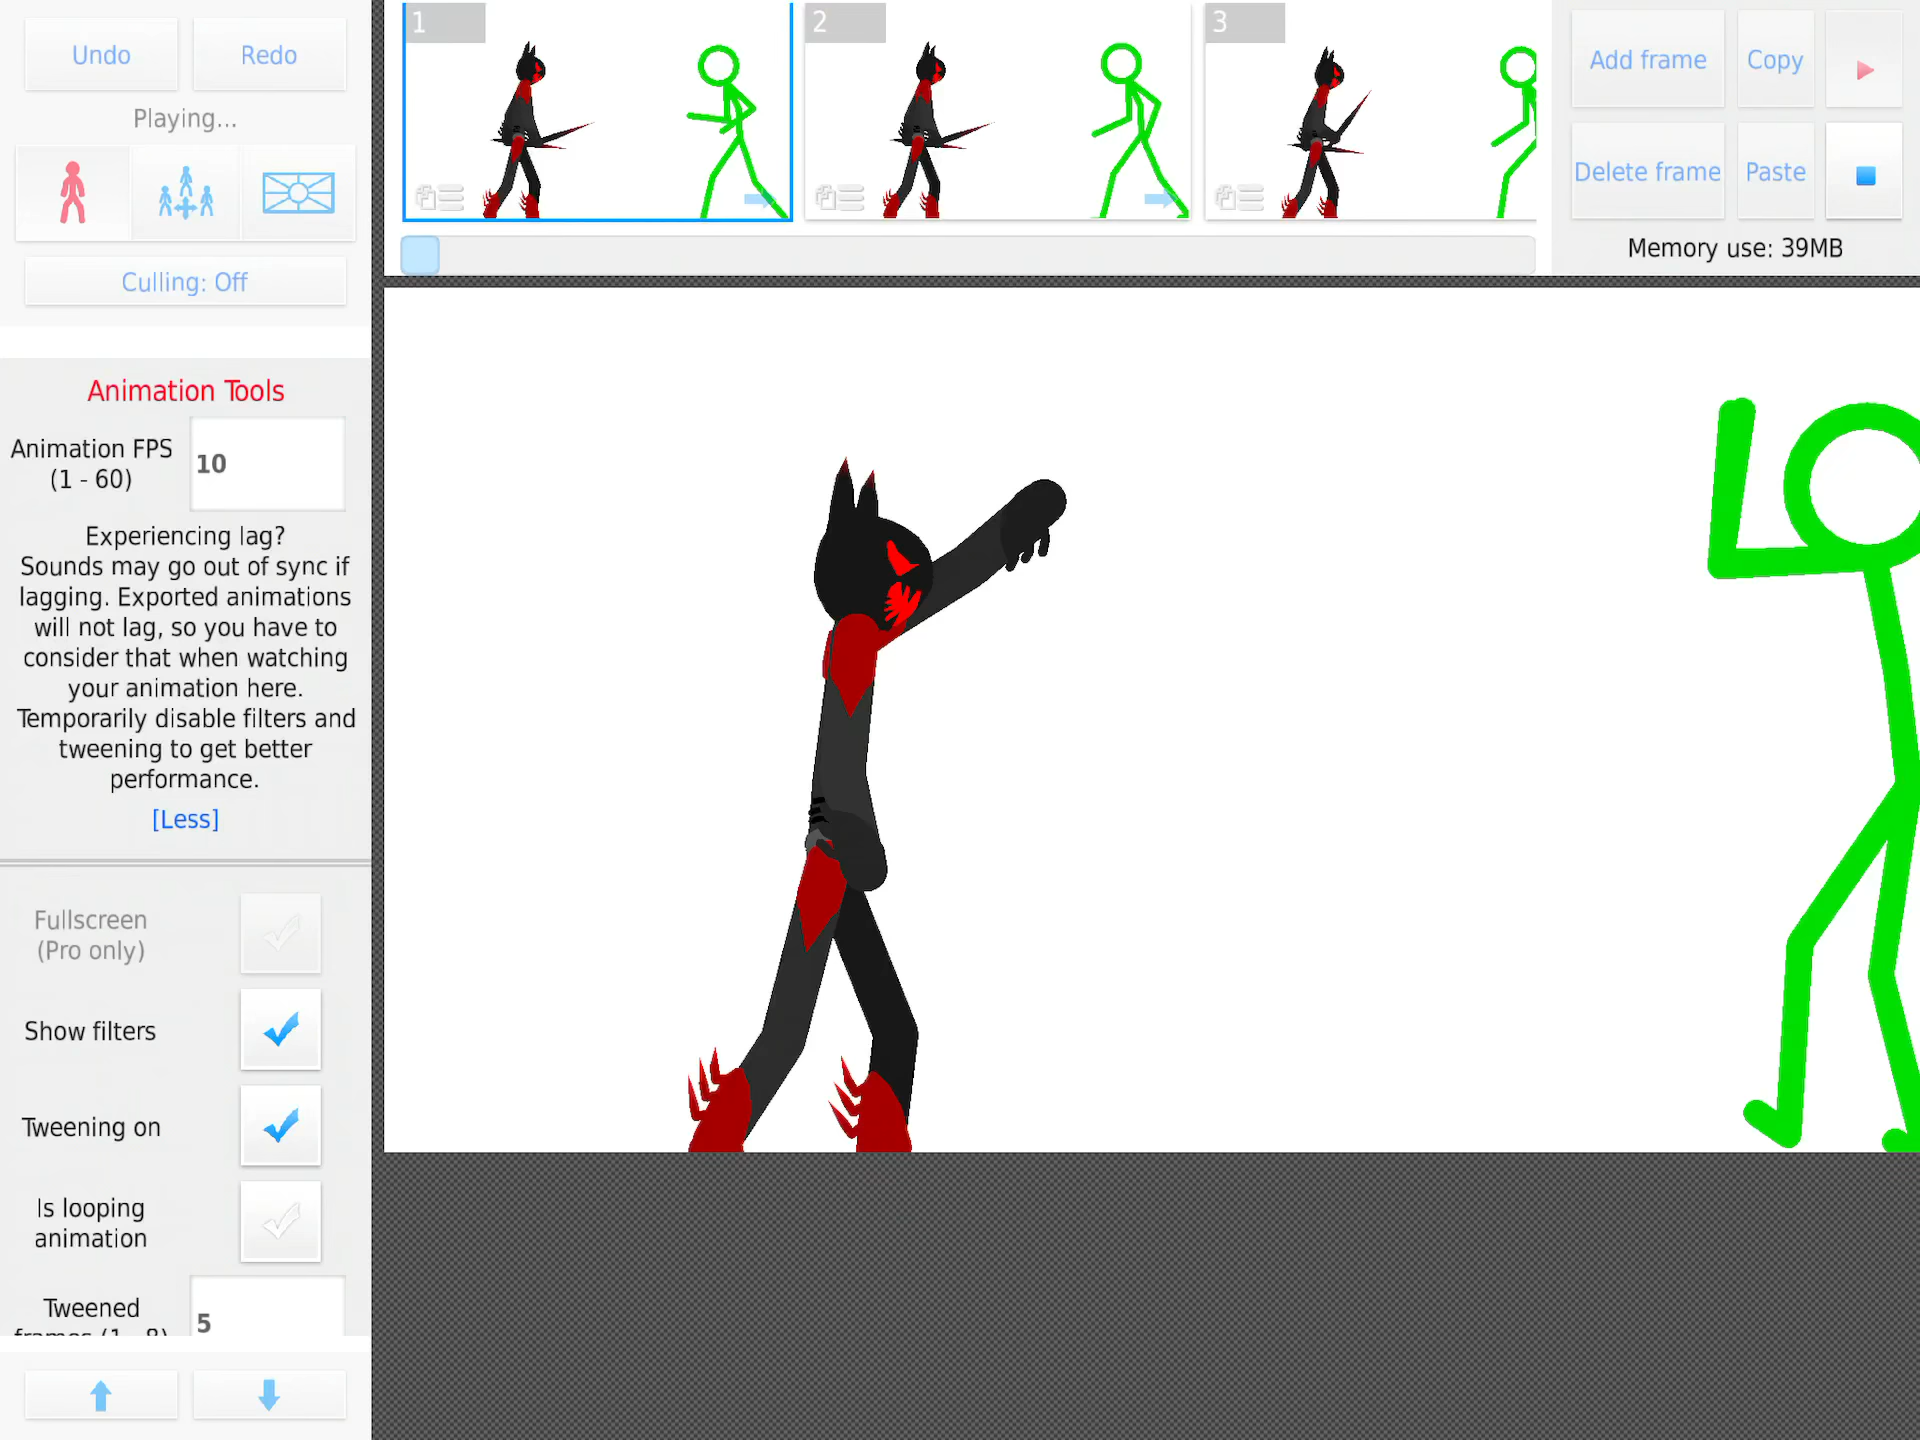 Undo
Redo
Playing...
Culling: Off
Animation Tools
Animation FPS
(1 - 60)
10
Experiencing lag?
Sounds may go out of sync if
lagging. Exported animations
will not lag, so you have to
consider that when watching
your animation here.
Temporarily disable filters and
tweening to get better
performance.
[Less]
Fullscreen
(Pro only)
Show filters
Tweening on
Is looping
animation
Tweened
frames (1 - 8)
5
1
2
3
Add frame
Copy
Delete frame
Paste
Memory use: 39MB